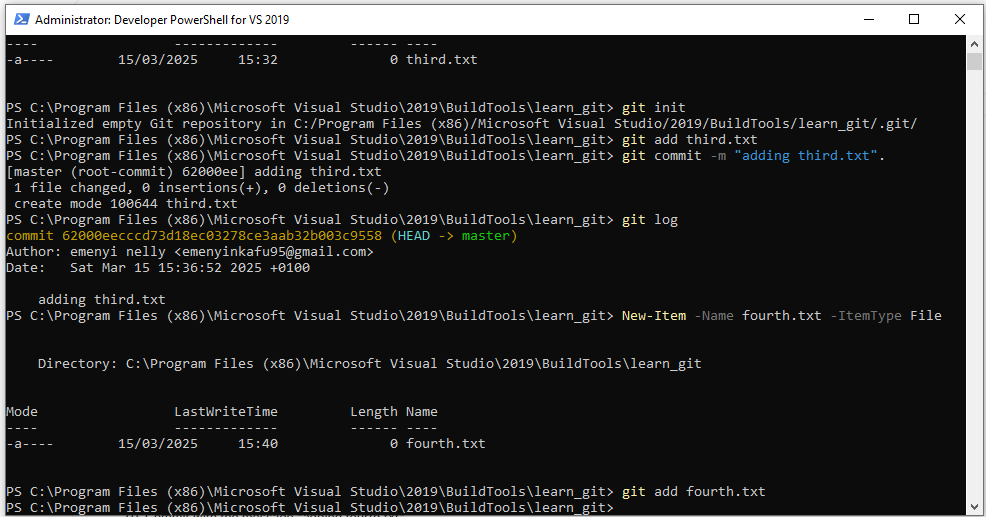 Administrator: Developer PowerShell for VS 2019
---- ------------- ------ ----
-a---- 15/03/2025 15:32 0 third.txt
PS C:\Program Files (x86)\Microsoft Visual Studio\2019\BuildTools\learn_git> git init
Initialized empty Git repository in C:/Program Files (x86)/Microsoft Visual Studio/2019/BuildTools/learn_git/.git/
PS C:\Program Files (x86)\Microsoft Visual Studio\2019\BuildTools\learn_git> git add third.txt
PS C:\Program Files (x86)\Microsoft Visual Studio\2019\BuildTools\learn_git> git commit -m "adding third.txt".
[master (root-commit) 62000ee] adding third.txt
 1 file changed, 0 insertions(+), 0 deletions(-)
 create mode 100644 third.txt
PS C:\Program Files (x86)\Microsoft Visual Studio\2019\BuildTools\learn_git> git log
commit 62000eecccd73d18ec03278ce3aab32b003c9558 (HEAD -> master)
Author: emenyi nelly <emenyinkafu95@gmail.com>
Date:   Sat Mar 15 15:36:52 2025 +0100
    adding third.txt
PS C:\Program Files (x86)\Microsoft Visual Studio\2019\BuildTools\learn_git> New-Item -Name fourth.txt -ItemType File
    Directory: C:\Program Files (x86)\Microsoft Visual Studio\2019\BuildTools\learn_git
Mode LastWriteTime Length Name
---- ------------- ------ ----
-a---- 15/03/2025 15:40 0 fourth.txt
PS C:\Program Files (x86)\Microsoft Visual Studio\2019\BuildTools\learn_git> git add fourth.txt
PS C:\Program Files (x86)\Microsoft Visual Studio\2019\BuildTools\learn_git>